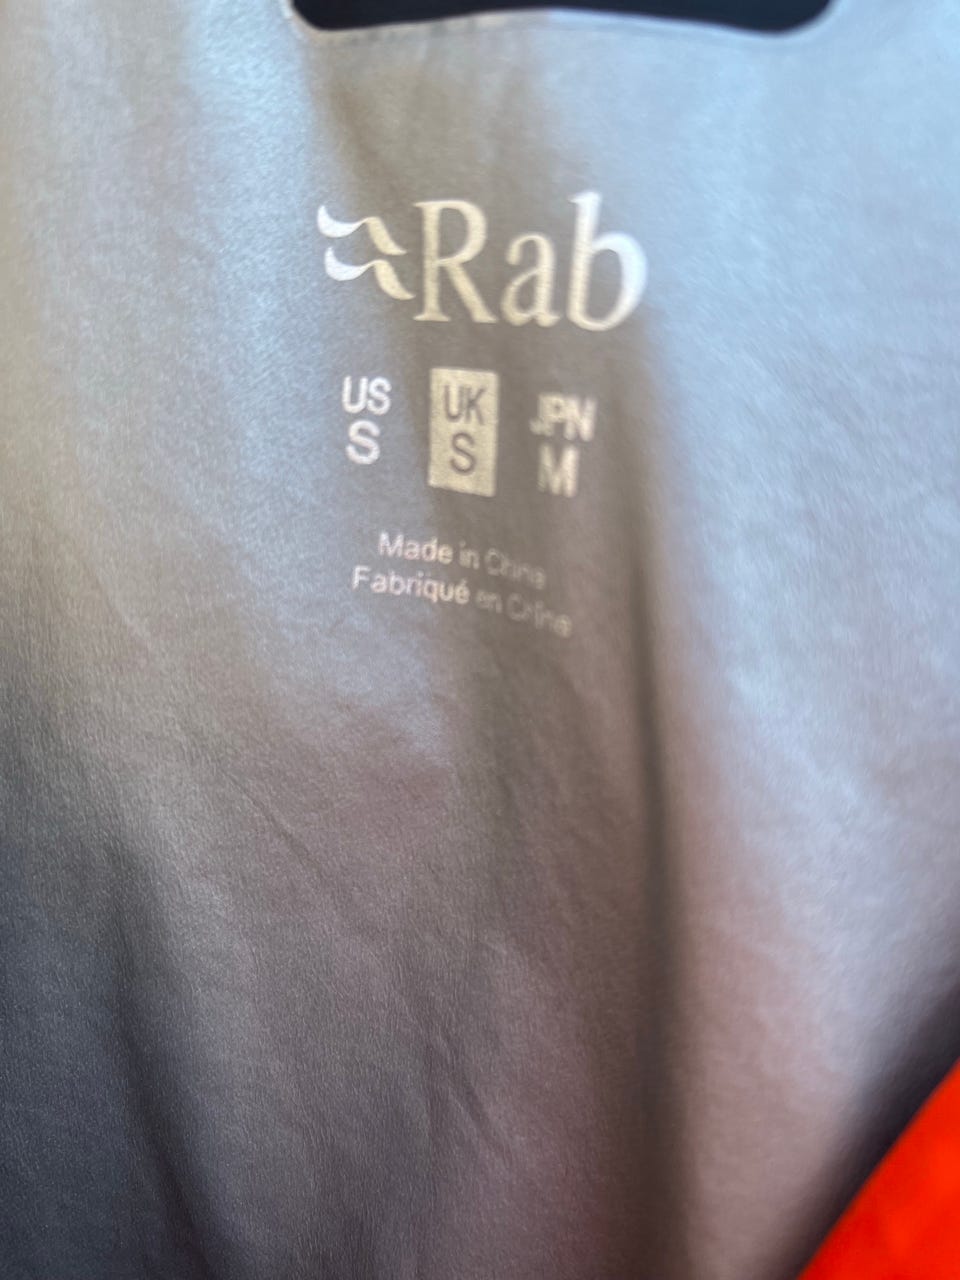 Rab
US UK JPN
S S M
Made in China
Fabriqué en Chine